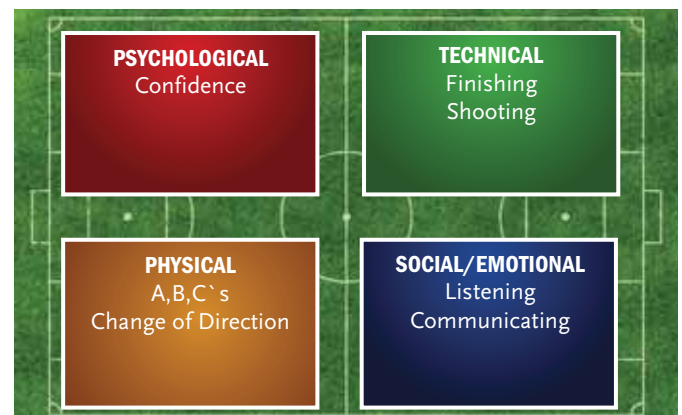 PSYCHOLOGICAL
Confidence
TECHNICAL
Finishing
Shooting
PHYSICAL
A,B,C`s
Change of Direction
SOCIAL/EMOTIONAL
Listening
Communicating